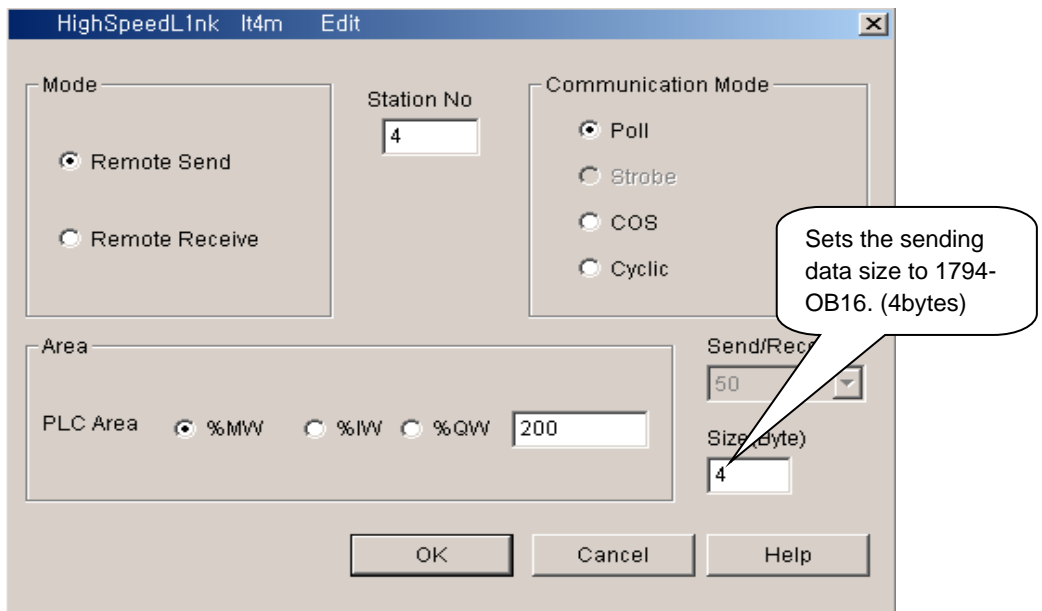 HighSpeedL1nk It4m Edit
Mode
Remote Send
Remote Receive
Station No
4
Communication Mode
Poll
Strobe
COS
Cyclic
Sets the sending
data size to 1794-
OB16. (4bytes)
Area
PLC Area
%MW
%IW
%QW
200
Send/Rece
50
Size(Byte)
4
OK
Cancel
Help